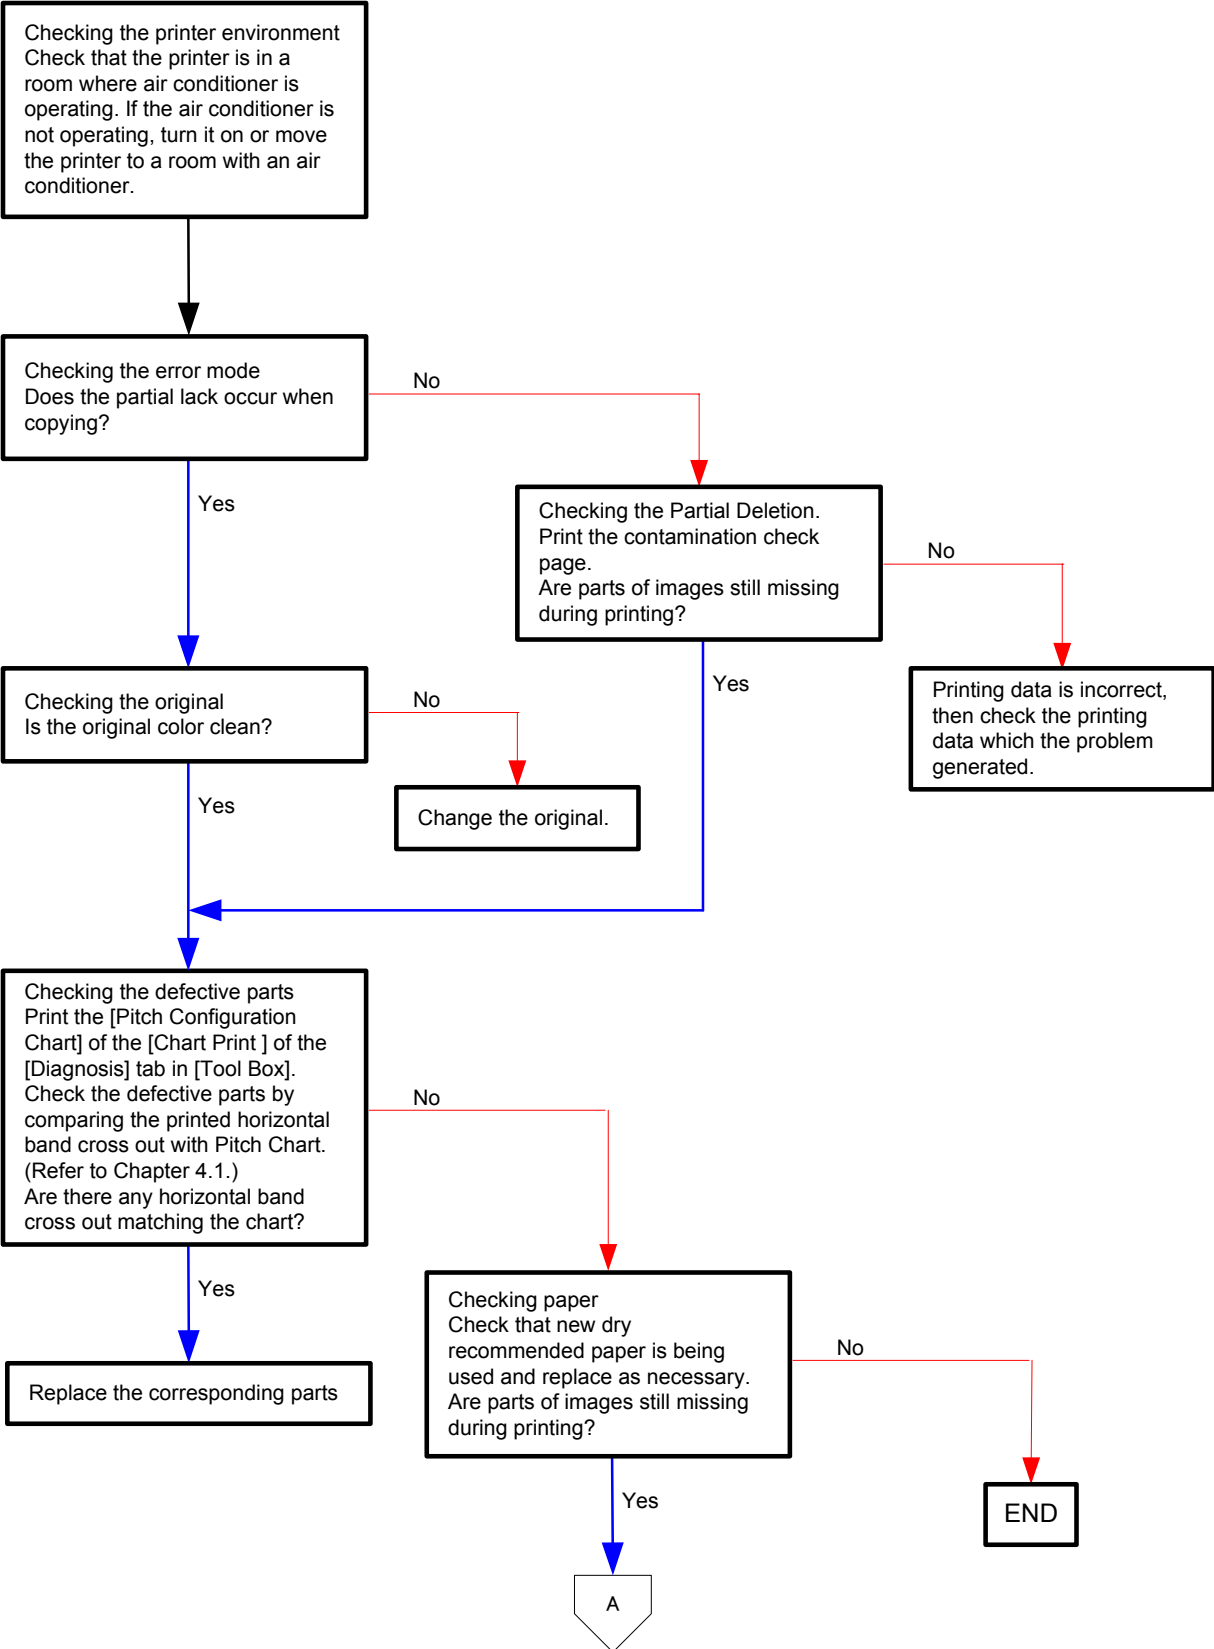 Checking the printer environment
Check that the printer is in a
room where air conditioner is
operating. If the air conditioner is
not operating, turn it on or move
the printer to a room with an air
conditioner.
Checking the error mode
Does the partial lack occur when
copying?
No
Yes
Checking the Partial Deletion.
Print the contamination check
page.
Are parts of images still missing
during printing?
No
Yes
Printing data is incorrect,
then check the printing
data which the problem
generated.
Checking the original
Is the original color clean?
No
Yes
Change the original.
Checking the defective parts
Print the [Pitch Configuration
Chart] of the [Chart Print ] of the
[Diagnosis] tab in [Tool Box].
Check the defective parts by
comparing the printed horizontal
band cross out with Pitch Chart.
(Refer to Chapter 4.1.)
Are there any horizontal band
cross out matching the chart?
No
Yes
Replace the corresponding parts
Checking paper
Check that new dry
recommended paper is being
used and replace as necessary.
Are parts of images still missing
during printing?
No
Yes
END
A